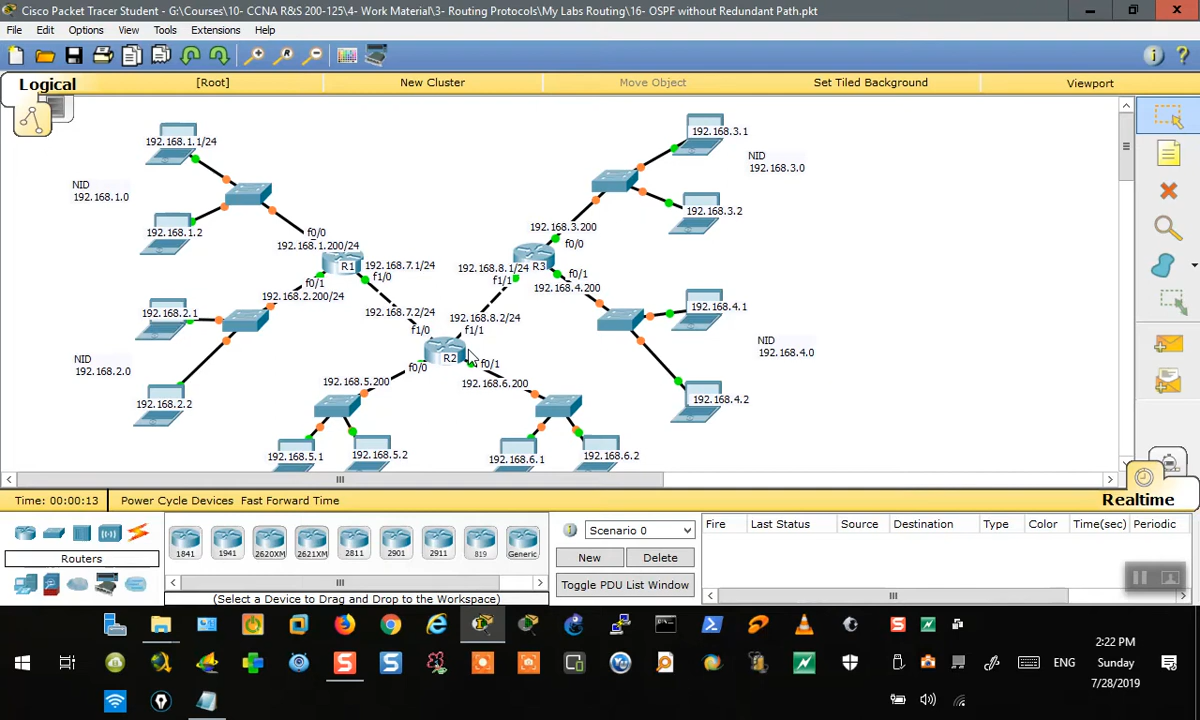 Cisco Packet Tracer Student - G:\Courses\10- CCNA R&S 200-125\4- Work Material\3- Routing Protocols\My Labs Routing\16- OSPF without Redundant Path.pkt
File Edit Options View Tools Extensions Help
Logical [Root] New Cluster Move Object Set Tiled Background Viewport
192.168.1.1/24
NID
192.168.1.0
192.168.1.2
f0/0
192.168.1.200/24
R1
192.168.7.1/24
f1/0
f0/1
192.168.2.200/24
192.168.2.1
NID
192.168.2.0
192.168.2.2
192.168.3.1
NID
192.168.3.0
192.168.3.2
192.168.3.200
f0/0
R3
192.168.8.1/24
f1/1
f0/1
192.168.4.200
192.168.4.1
NID
192.168.4.0
192.168.4.2
192.168.7.2/24
f1/0
192.168.8.2/24
f1/1
R2
f0/0
f0/1
192.168.5.200
192.168.6.200
192.168.5.1
192.168.5.2
192.168.6.1
192.168.6.2
Time: 00:00:13 Power Cycle Devices Fast Forward Time
Realtime
Routers
1841 1941 2620XM 2621XM 2811 2901 2911 819 Generic
(Select a Device to Drag and Drop to the Workspace)
Scenario 0
New Delete
Toggle PDU List Window
Fire Last Status Source Destination Type Color Time(sec) Periodic
2:22 PM
ENG Sunday
7/28/2019